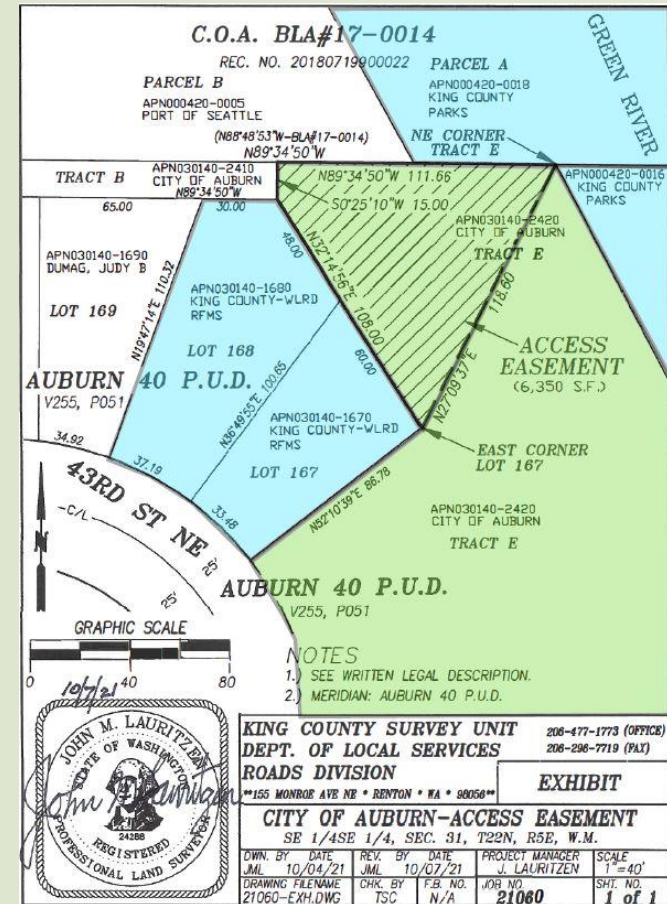 C.O.A. BLA#17-0014
REC. NO. 20180719900022
PARCEL A
APN000420-0018
KING COUNTY
PARKS
GREEN RIVER
PARCEL B
APN000420-0005
PORT OF SEATTLE
(N88°48'53"W-BLA#17-0014)
N89°34'50"W
NE CORNER
TRACT E
TRACT B
APN030140-2410
CITY OF AUBURN
N89°34'50"W
N89°34'50"W 111.66
APN000420-0016
KING COUNTY
PARKS
65.00
30.00
S0°25'10"W 15.00
APN030140-2420
CITY OF AUBURN
TRACT E
48.00
N32°14'56"E 108.00
60.00
118.60
N27°09'37"E
APN030140-1690
DUMAG, JUDY B
LOT 169
N19°47'14"E 110.32
APN030140-1680
KING COUNTY-WLRD
RFMS
LOT 168
N36°49'55"E 100.65
ACCESS
EASEMENT
(6,350 S.F.)
AUBURN 40 P.U.D.
V255, P051
APN030140-1670
KING COUNTY-WLRD
RFMS
LOT 167
EAST CORNER
LOT 167
34.92
37.19
33.48
N52°10'39"E 86.78
43RD ST NE
-C/L
25'
25'
N
APN030140-2420
CITY OF AUBURN
TRACT E
AUBURN 40 P.U.D.
V255, P051
GRAPHIC SCALE
0 40 80
NOTES
1.) SEE WRITTEN LEGAL DESCRIPTION.
2.) MERIDIAN: AUBURN 40 P.U.D.
10/7/21
JOHN M. LAURITZEN
STATE OF WASHINGTON
24288
REGISTERED
PROFESSIONAL LAND SURVEYOR
KING COUNTY SURVEY UNIT 206-477-1773 (OFFICE)
DEPT. OF LOCAL SERVICES 206-296-7719 (FAX)
ROADS DIVISION
**155 MONROE AVE NE * RENTON * WA * 98056**
EXHIBIT
CITY OF AUBURN-ACCESS EASEMENT
SE 1/4SE 1/4, SEC. 31, T22N, R5E, W.M.
DWN. BY DATE REV. BY DATE PROJECT MANAGER SCALE
JML 10/04/21 JML 10/07/21 J. LAURITZEN 1"=40'
DRAWING FILENAME CHK. BY F.B. NO. JOB NO. SHT. NO.
21060-EXH.DWG TSC N/A 21060 1 of 1